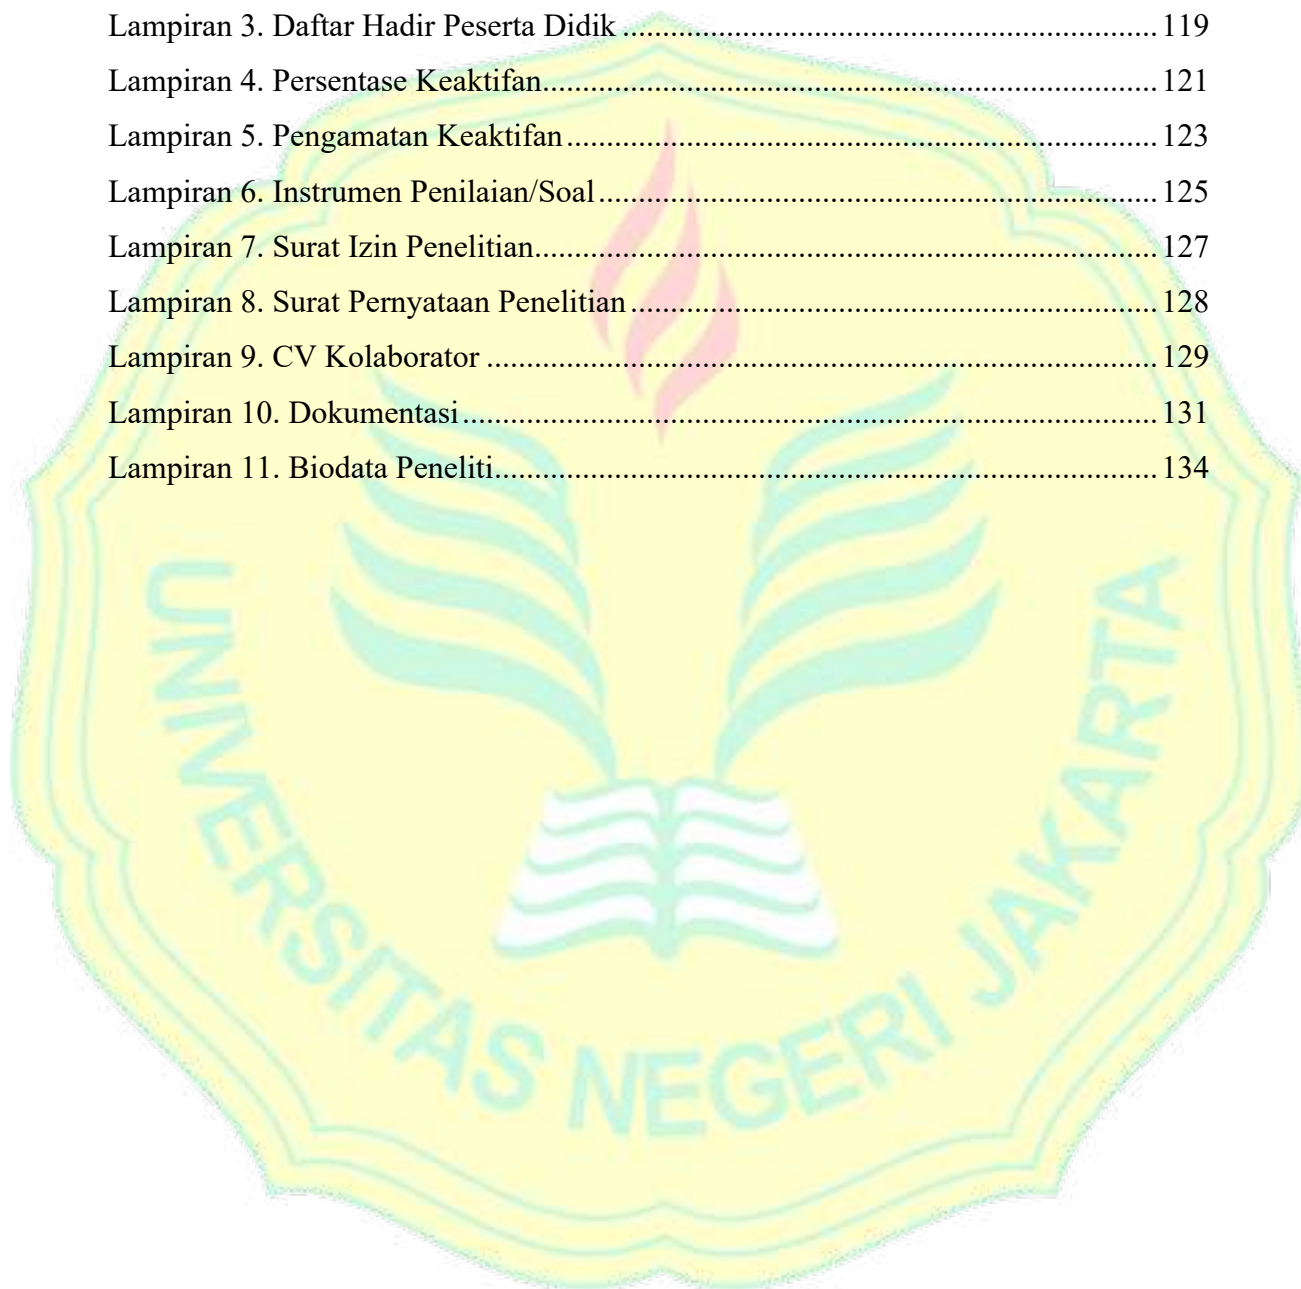 Lampiran 3. Daftar Hadir Peserta Didik ................................................................... 119
Lampiran 4. Persentase Keaktifan............................................................................. 121
Lampiran 5. Pengamatan Keaktifan.......................................................................... 123
Lampiran 6. Instrumen Penilaian/Soal...................................................................... 125
Lampiran 7. Surat Izin Penelitian.............................................................................. 127
Lampiran 8. Surat Pernyataan Penelitian .................................................................. 128
Lampiran 9. CV Kolaborator .................................................................................... 129
Lampiran 10. Dokumentasi....................................................................................... 131
Lampiran 11. Biodata Peneliti................................................................................... 134
UNIVERSITAS NEGERI JAKARTA